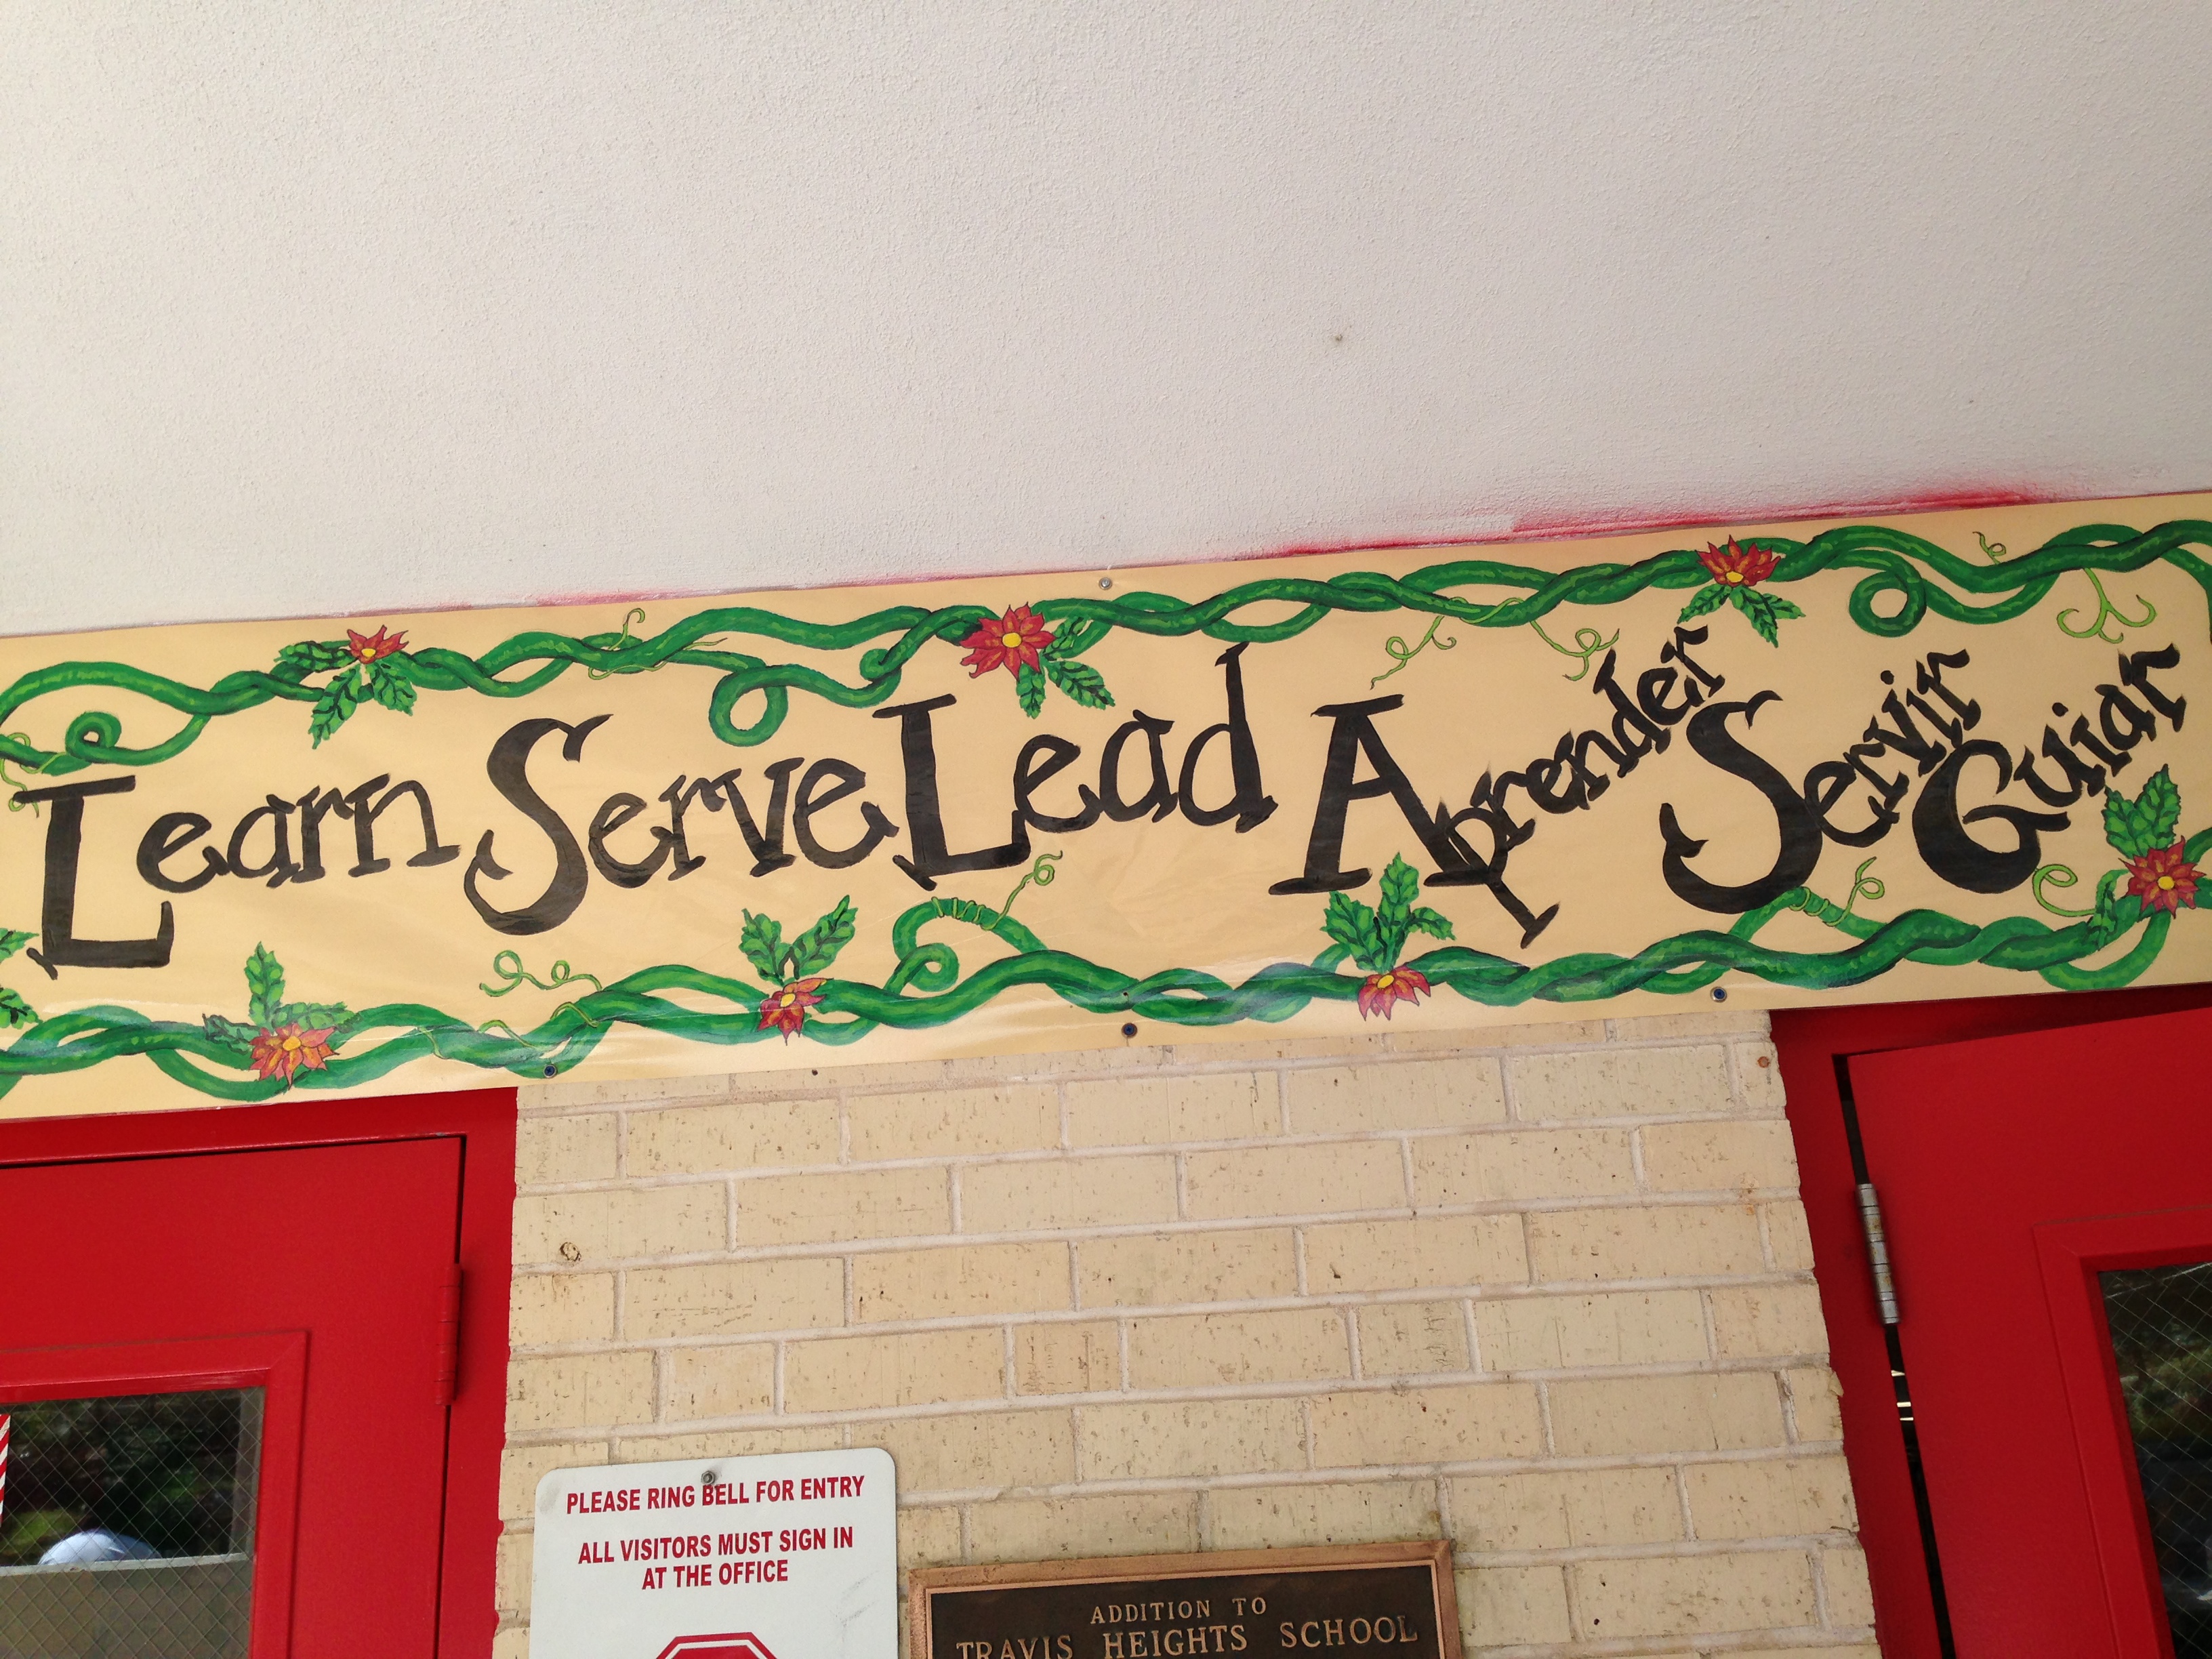 Learn Serve Lead Aprender Servir Guiar
PLEASE RING BELL FOR ENTRY
ALL VISITORS MUST SIGN IN
AT THE OFFICE
ADDITION TO
TRAVIS HEIGHTS SCHOOL